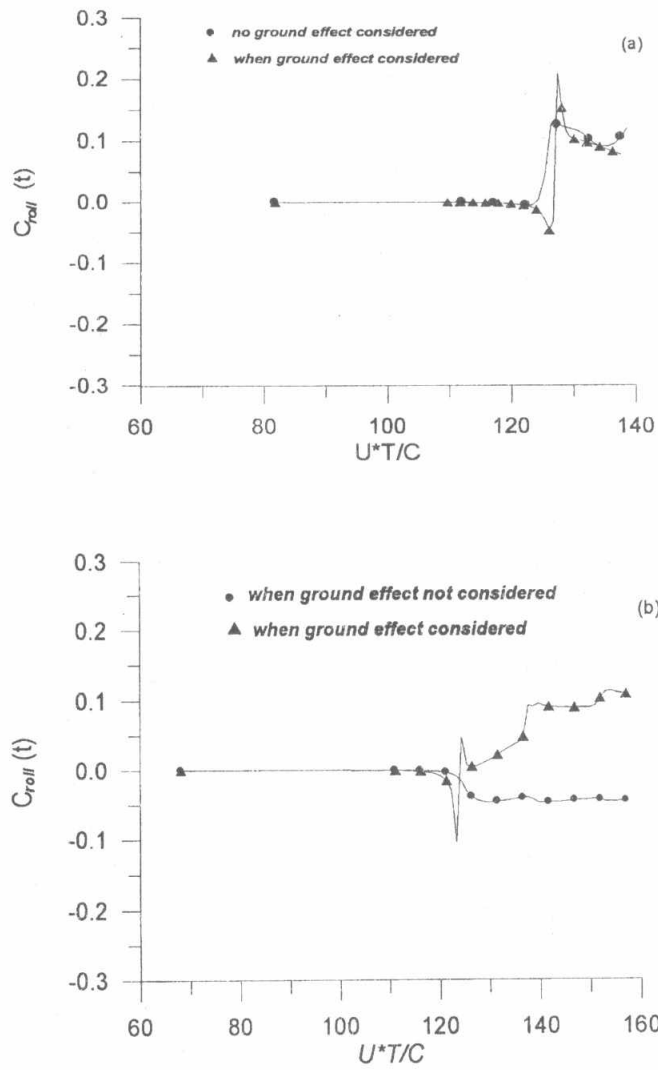 0.3
● no ground effect considered
(a)
▲ when ground effect considered
0.2
0.1
0.0
-0.1
-0.2
-0.3
C_roll (t)
60 80 100 120 140
U*T/C
0.3
● when ground effect not considered
(b)
▲ when ground effect considered
0.2
0.1
0.0
-0.1
-0.2
-0.3
C_roll (t)
60 80 100 120 140 160
U*T/C